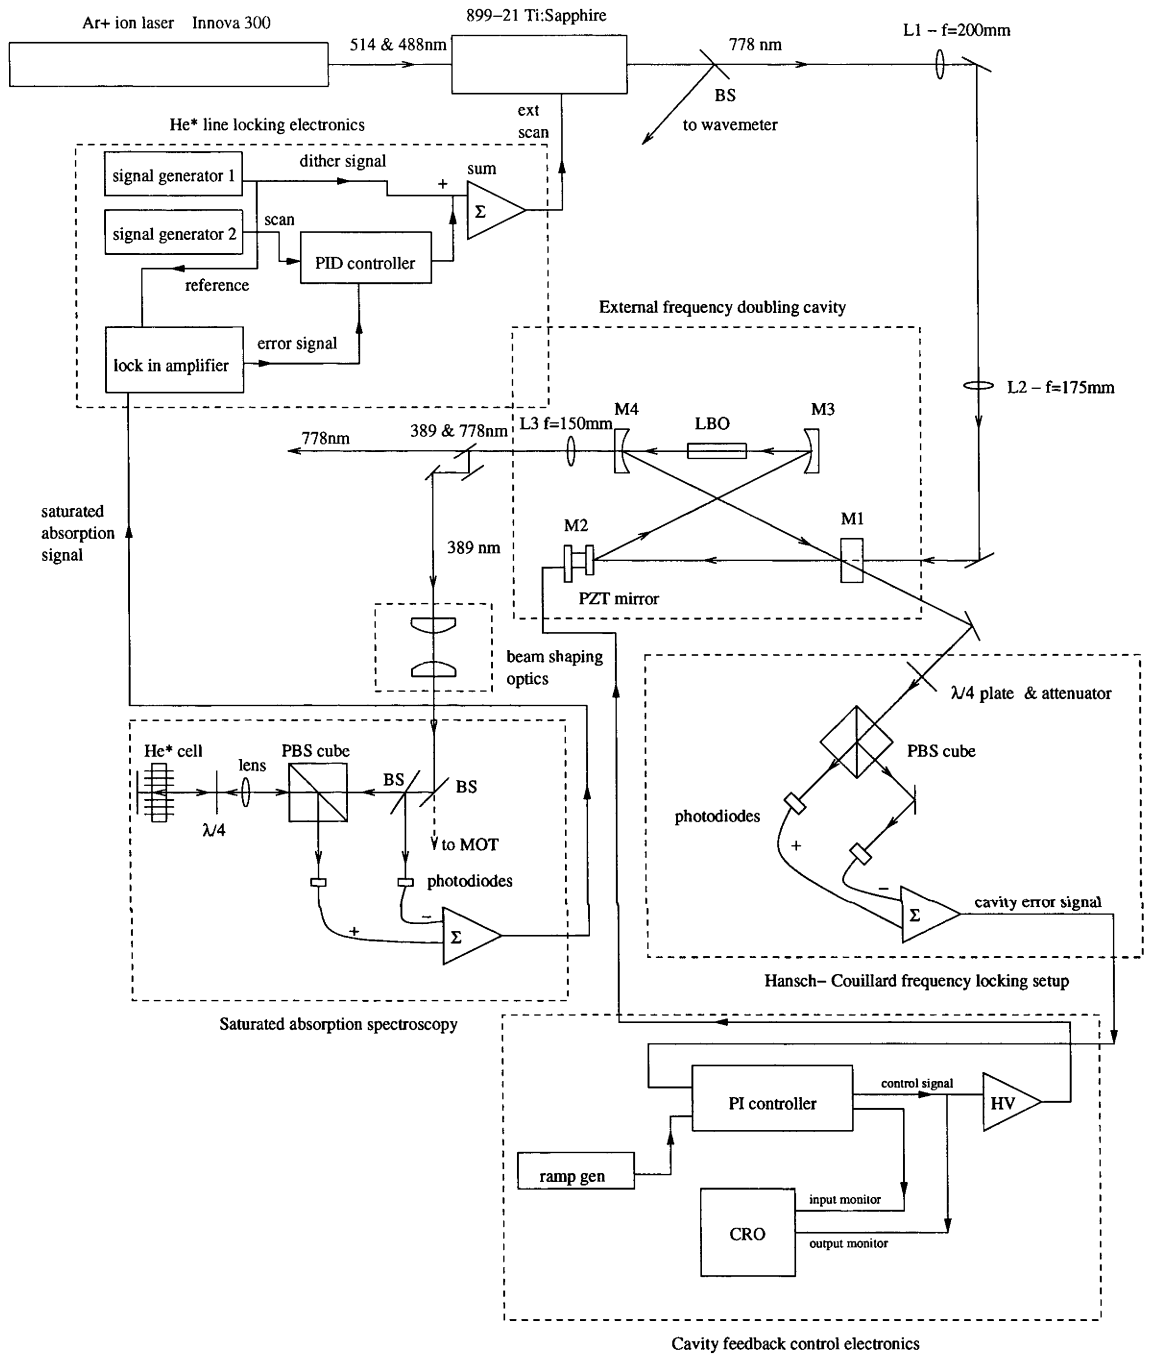 Ar+ ion laser Innova 300
899-21 Ti:Sapphire
514 & 488nm
778 nm
L1 - f=200mm
BS
to wavemeter
ext
scan
He* line locking electronics
signal generator 1
dither signal
+
sum
Σ
signal generator 2
scan
PID controller
reference
lock in amplifier
error signal
External frequency doubling cavity
L2 - f=175mm
M4
LBO
M3
L3 f=150mm
389 & 778nm
778nm
saturated
absorption
signal
M2
M1
389 nm
PZT mirror
beam shaping
optics
λ/4 plate & attenuator
PBS cube
photodiodes
+
-
Σ
cavity error signal
Hansch- Couillard frequency locking setup
He* cell
lens
PBS cube
BS
BS
λ/4
to MOT
photodiodes
-
+
Σ
Saturated absorption spectroscopy
PI controller
control signal
HV
ramp gen
input monitor
CRO
output monitor
Cavity feedback control electronics